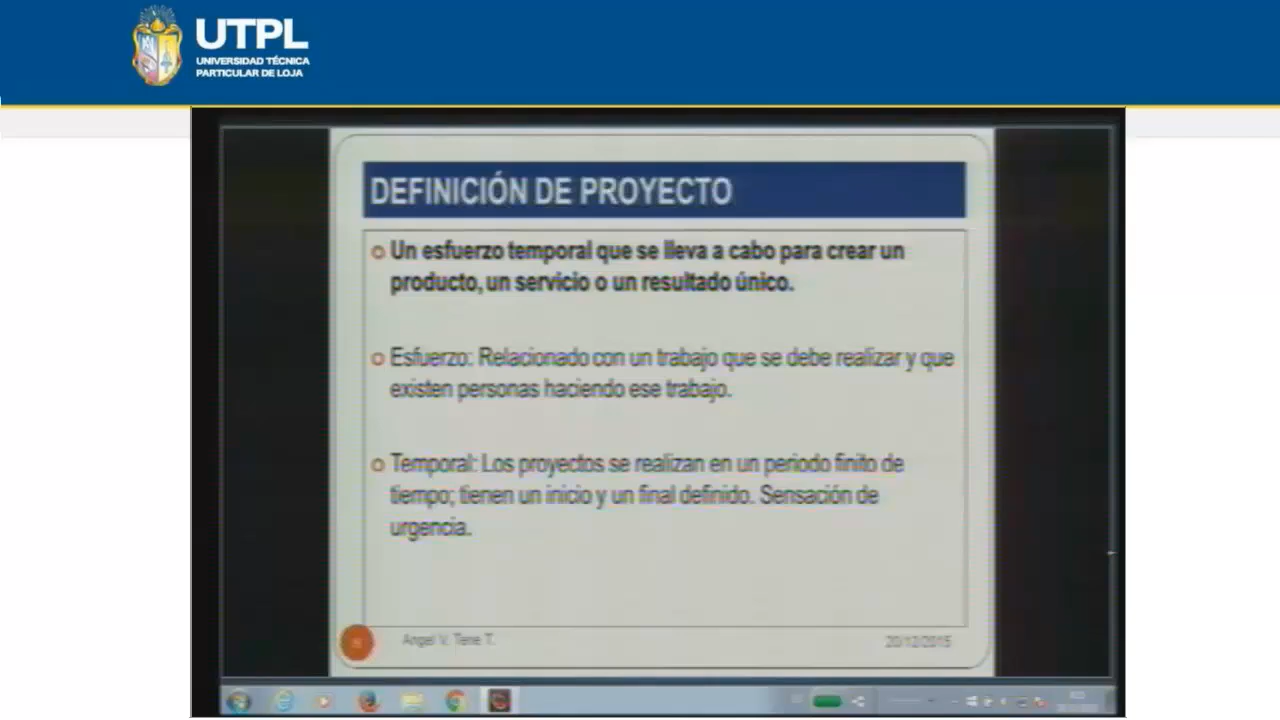 UTPL
UNIVERSIDAD TÉCNICA
PARTICULAR DE LOJA
DEFINICIÓN DE PROYECTO
Un esfuerzo temporal que se lleva a cabo para crear un
producto, un servicio o un resultado único.
Esfuerzo: Relacionado con un trabajo que se debe realizar y que
existen personas haciendo ese trabajo.
Temporal: Los proyectos se realizan en un periodo finito de
tiempo; tienen un inicio y un final definido. Sensación de
urgencia.
Angel V. Tene T.
20/12/2015